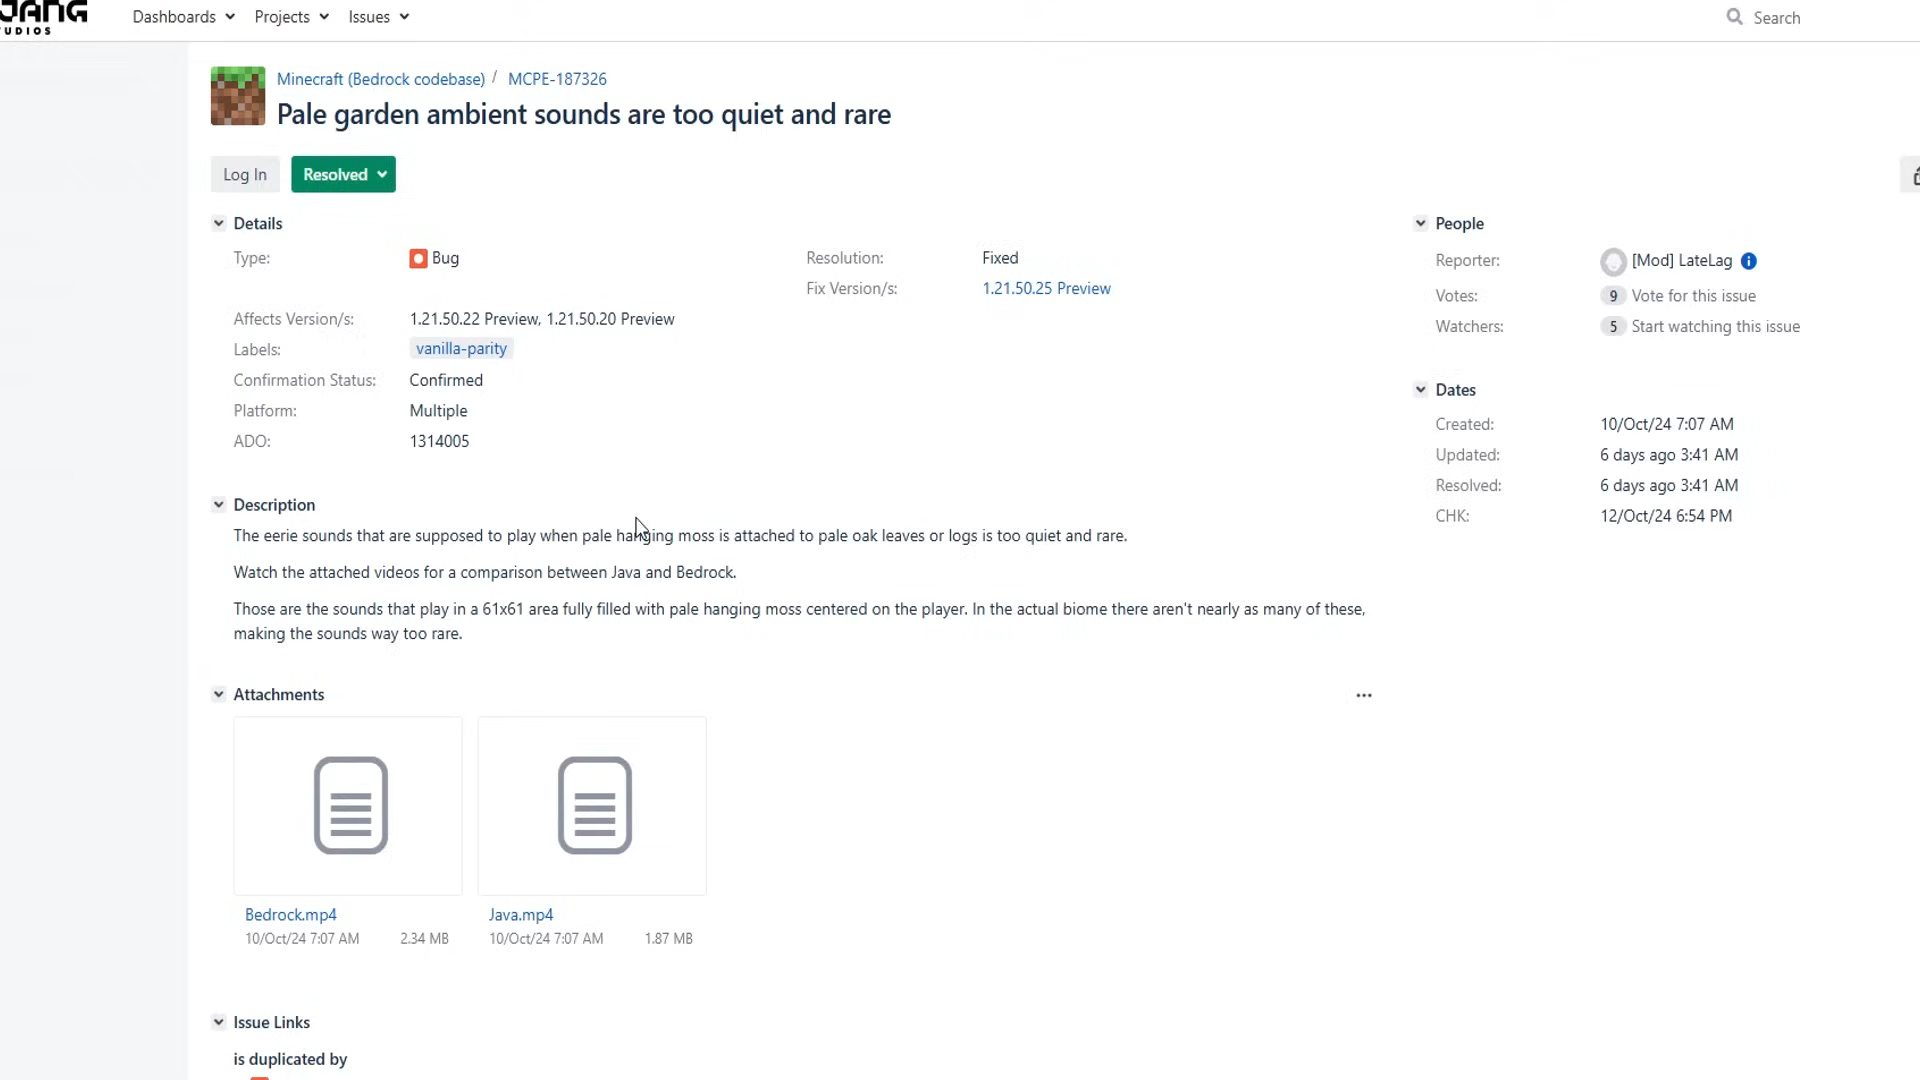 JANG
UDIOS
Dashboards
Projects
Issues
Search
Minecraft (Bedrock codebase) / MCPE-187326
Pale garden ambient sounds are too quiet and rare
Log In
Resolved
Details
Type: Bug
Resolution: Fixed
Fix Version/s: 1.21.50.25 Preview
Affects Version/s: 1.21.50.22 Preview, 1.21.50.20 Preview
Labels: vanilla-parity
Confirmation Status: Confirmed
Platform: Multiple
ADO: 1314005
Description
The eerie sounds that are supposed to play when pale hanging moss is attached to pale oak leaves or logs is too quiet and rare.
Watch the attached videos for a comparison between Java and Bedrock.
Those are the sounds that play in a 61x61 area fully filled with pale hanging moss centered on the player. In the actual biome there aren't nearly as many of these,
making the sounds way too rare.
Attachments
Bedrock.mp4
10/Oct/24 7:07 AM 2.34 MB
Java.mp4
10/Oct/24 7:07 AM 1.87 MB
Issue Links
is duplicated by
People
Reporter: [Mod] LateLag
Votes: 9 Vote for this issue
Watchers: 5 Start watching this issue
Dates
Created: 10/Oct/24 7:07 AM
Updated: 6 days ago 3:41 AM
Resolved: 6 days ago 3:41 AM
CHK: 12/Oct/24 6:54 PM